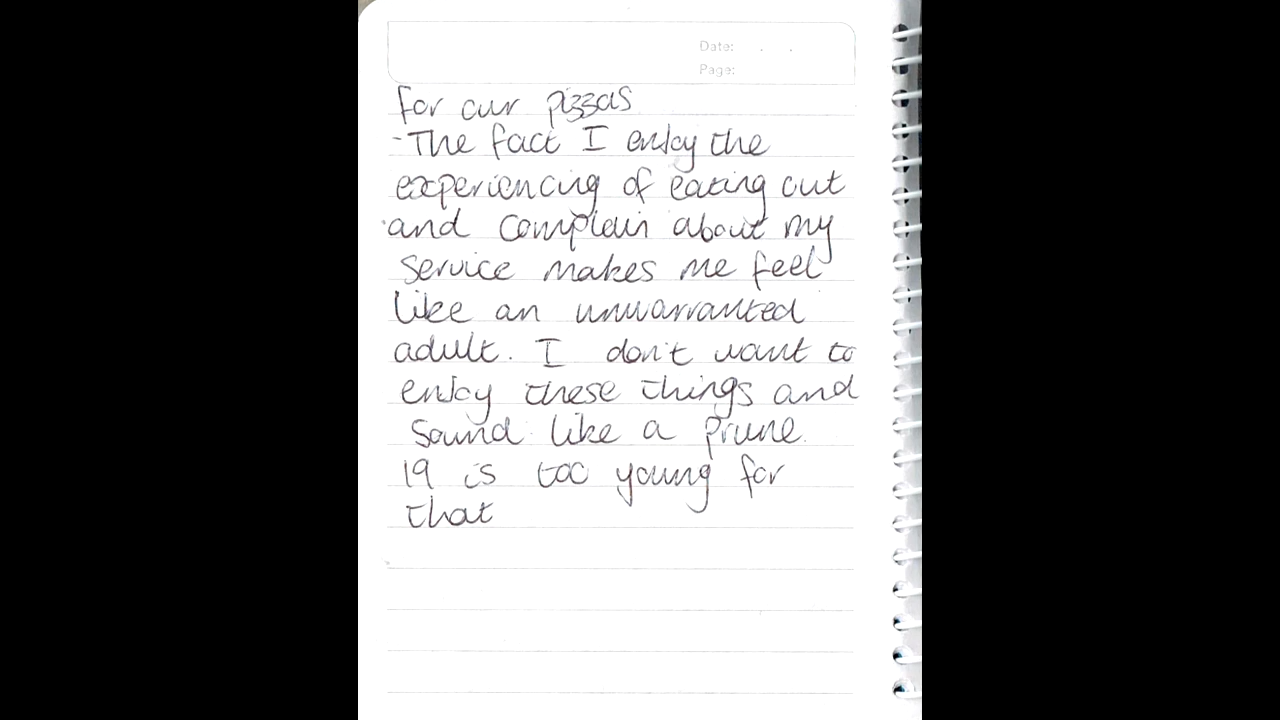 Date: . .
Page:
for our pizzas
-The fact I enjoy the
experiencing of eating out
and complain about my
service makes me feel
like an unwarranted
adult. I don't want to
enjoy these things and
sound like a prune.
19 is too young for
that